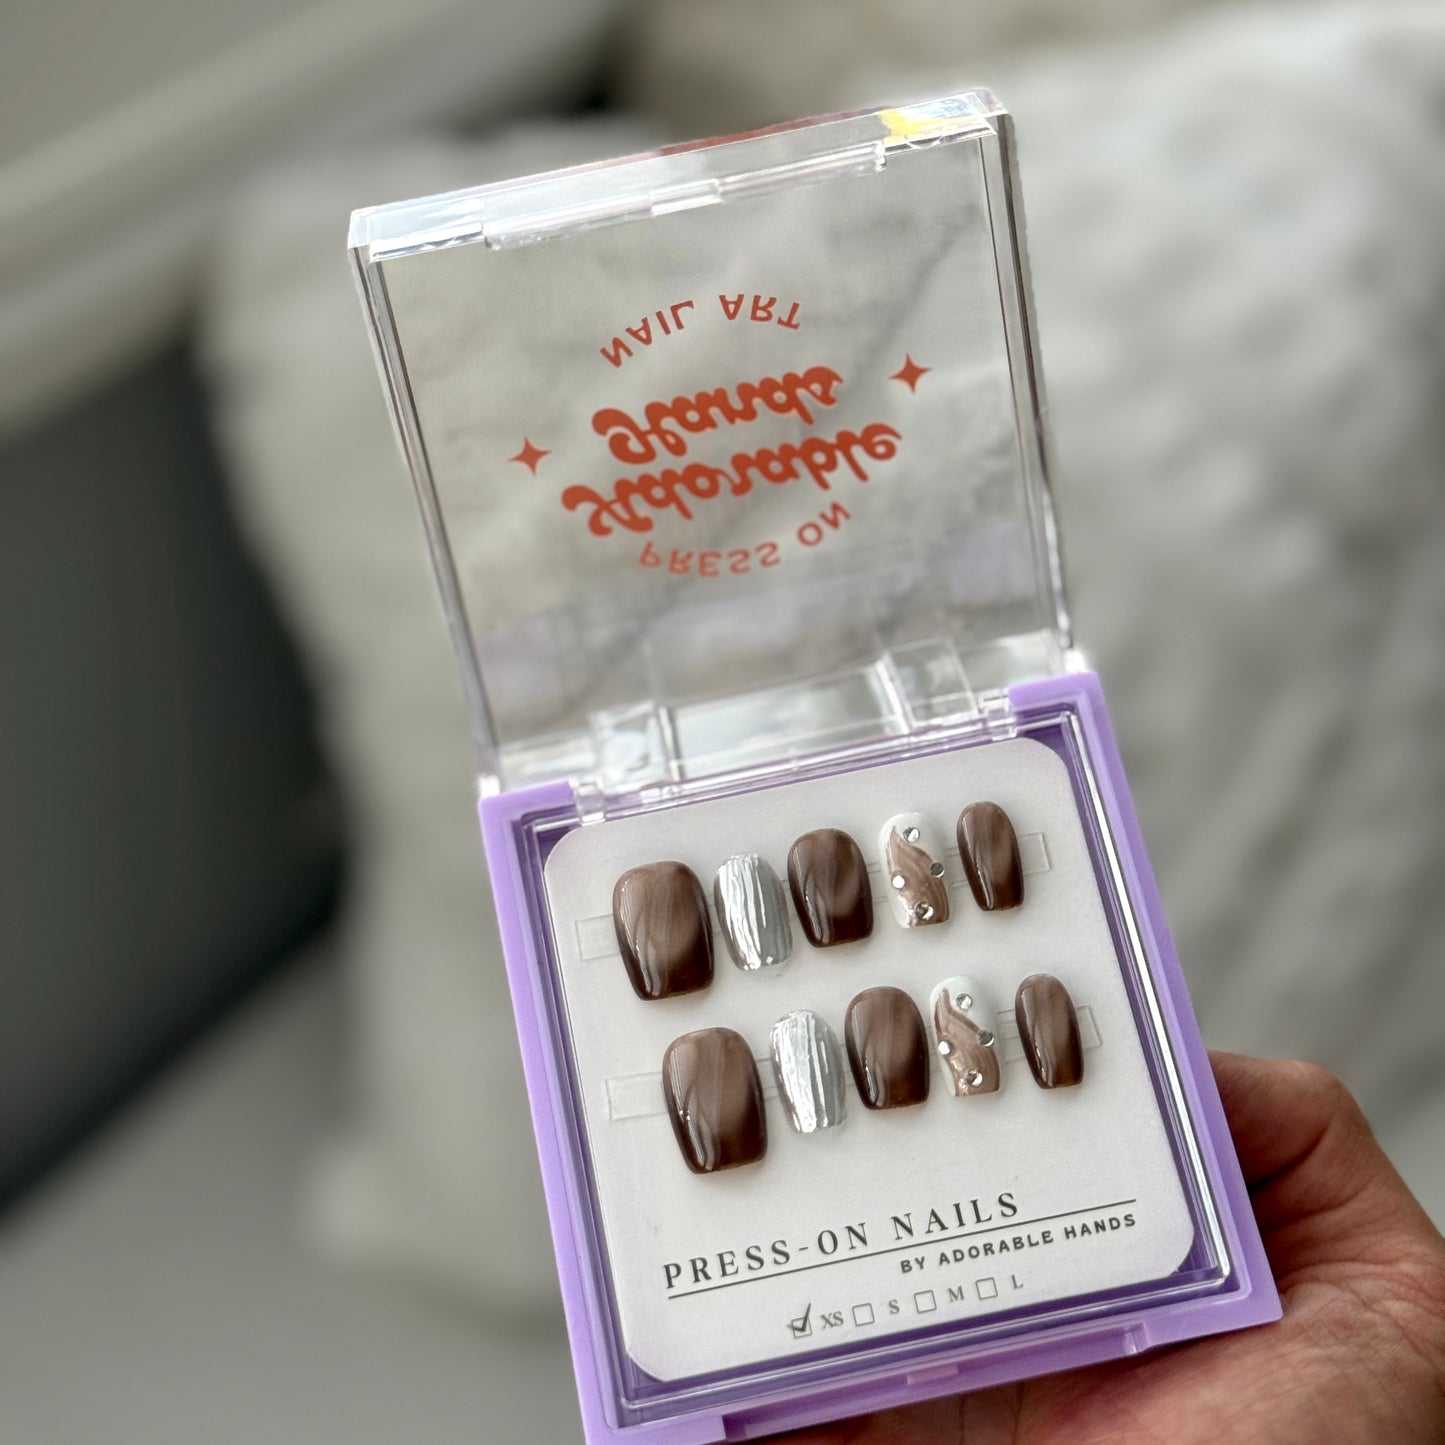 PRESS ON
Adorable
Hands
NAIL ART
PRESS-ON NAILS
BY ADORABLE HANDS
XS S M L